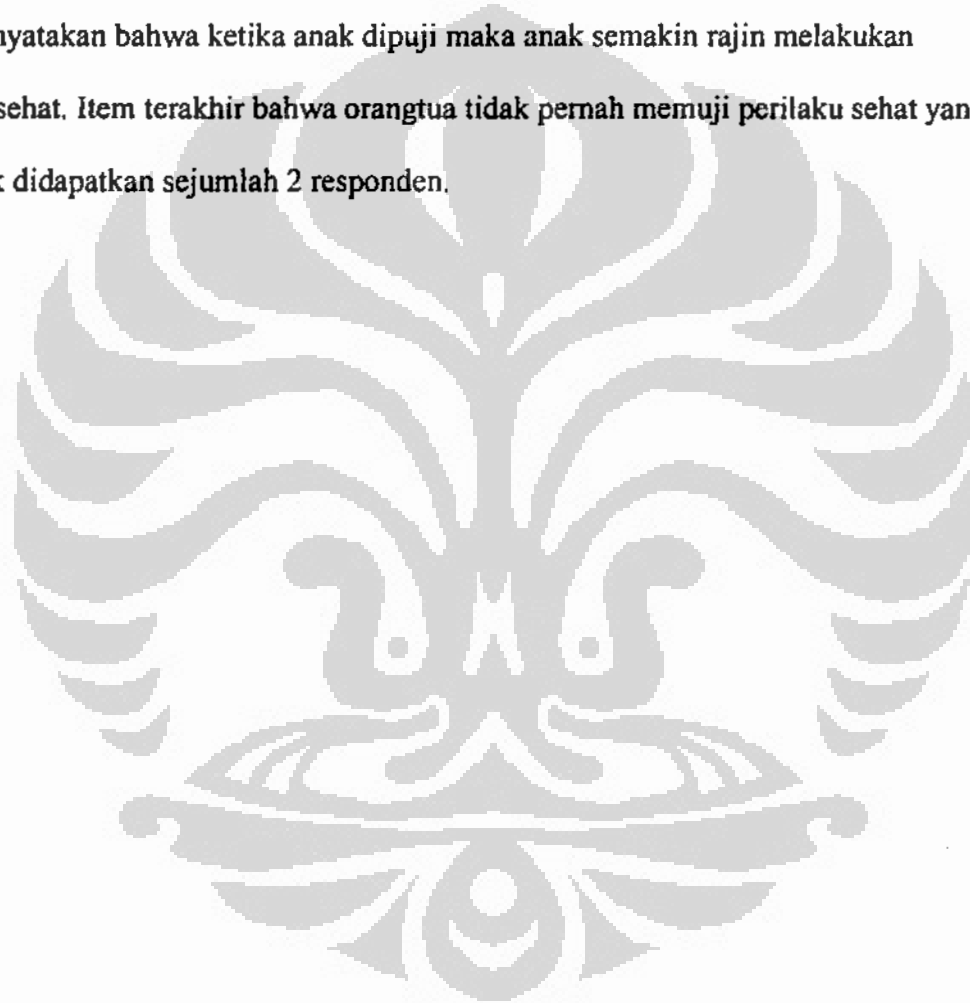 nyatakan bahwa ketika anak dipuji maka anak semakin rajin melakukan
sehat. Item terakhir bahwa orangtua tidak pernah memuji perilaku sehat yan
k didapatkan sejumlah 2 responden.